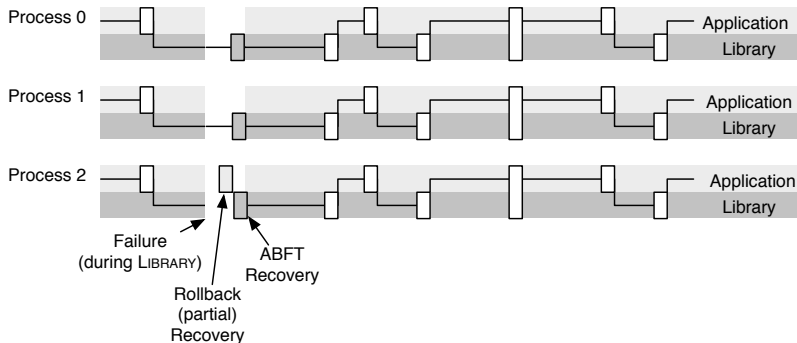 Process 0
Application
Library
Process 1
Application
Library
Process 2
Application
Library
Failure
(during LIBRARY)
ABFT
Recovery
Rollback
(partial)
Recovery